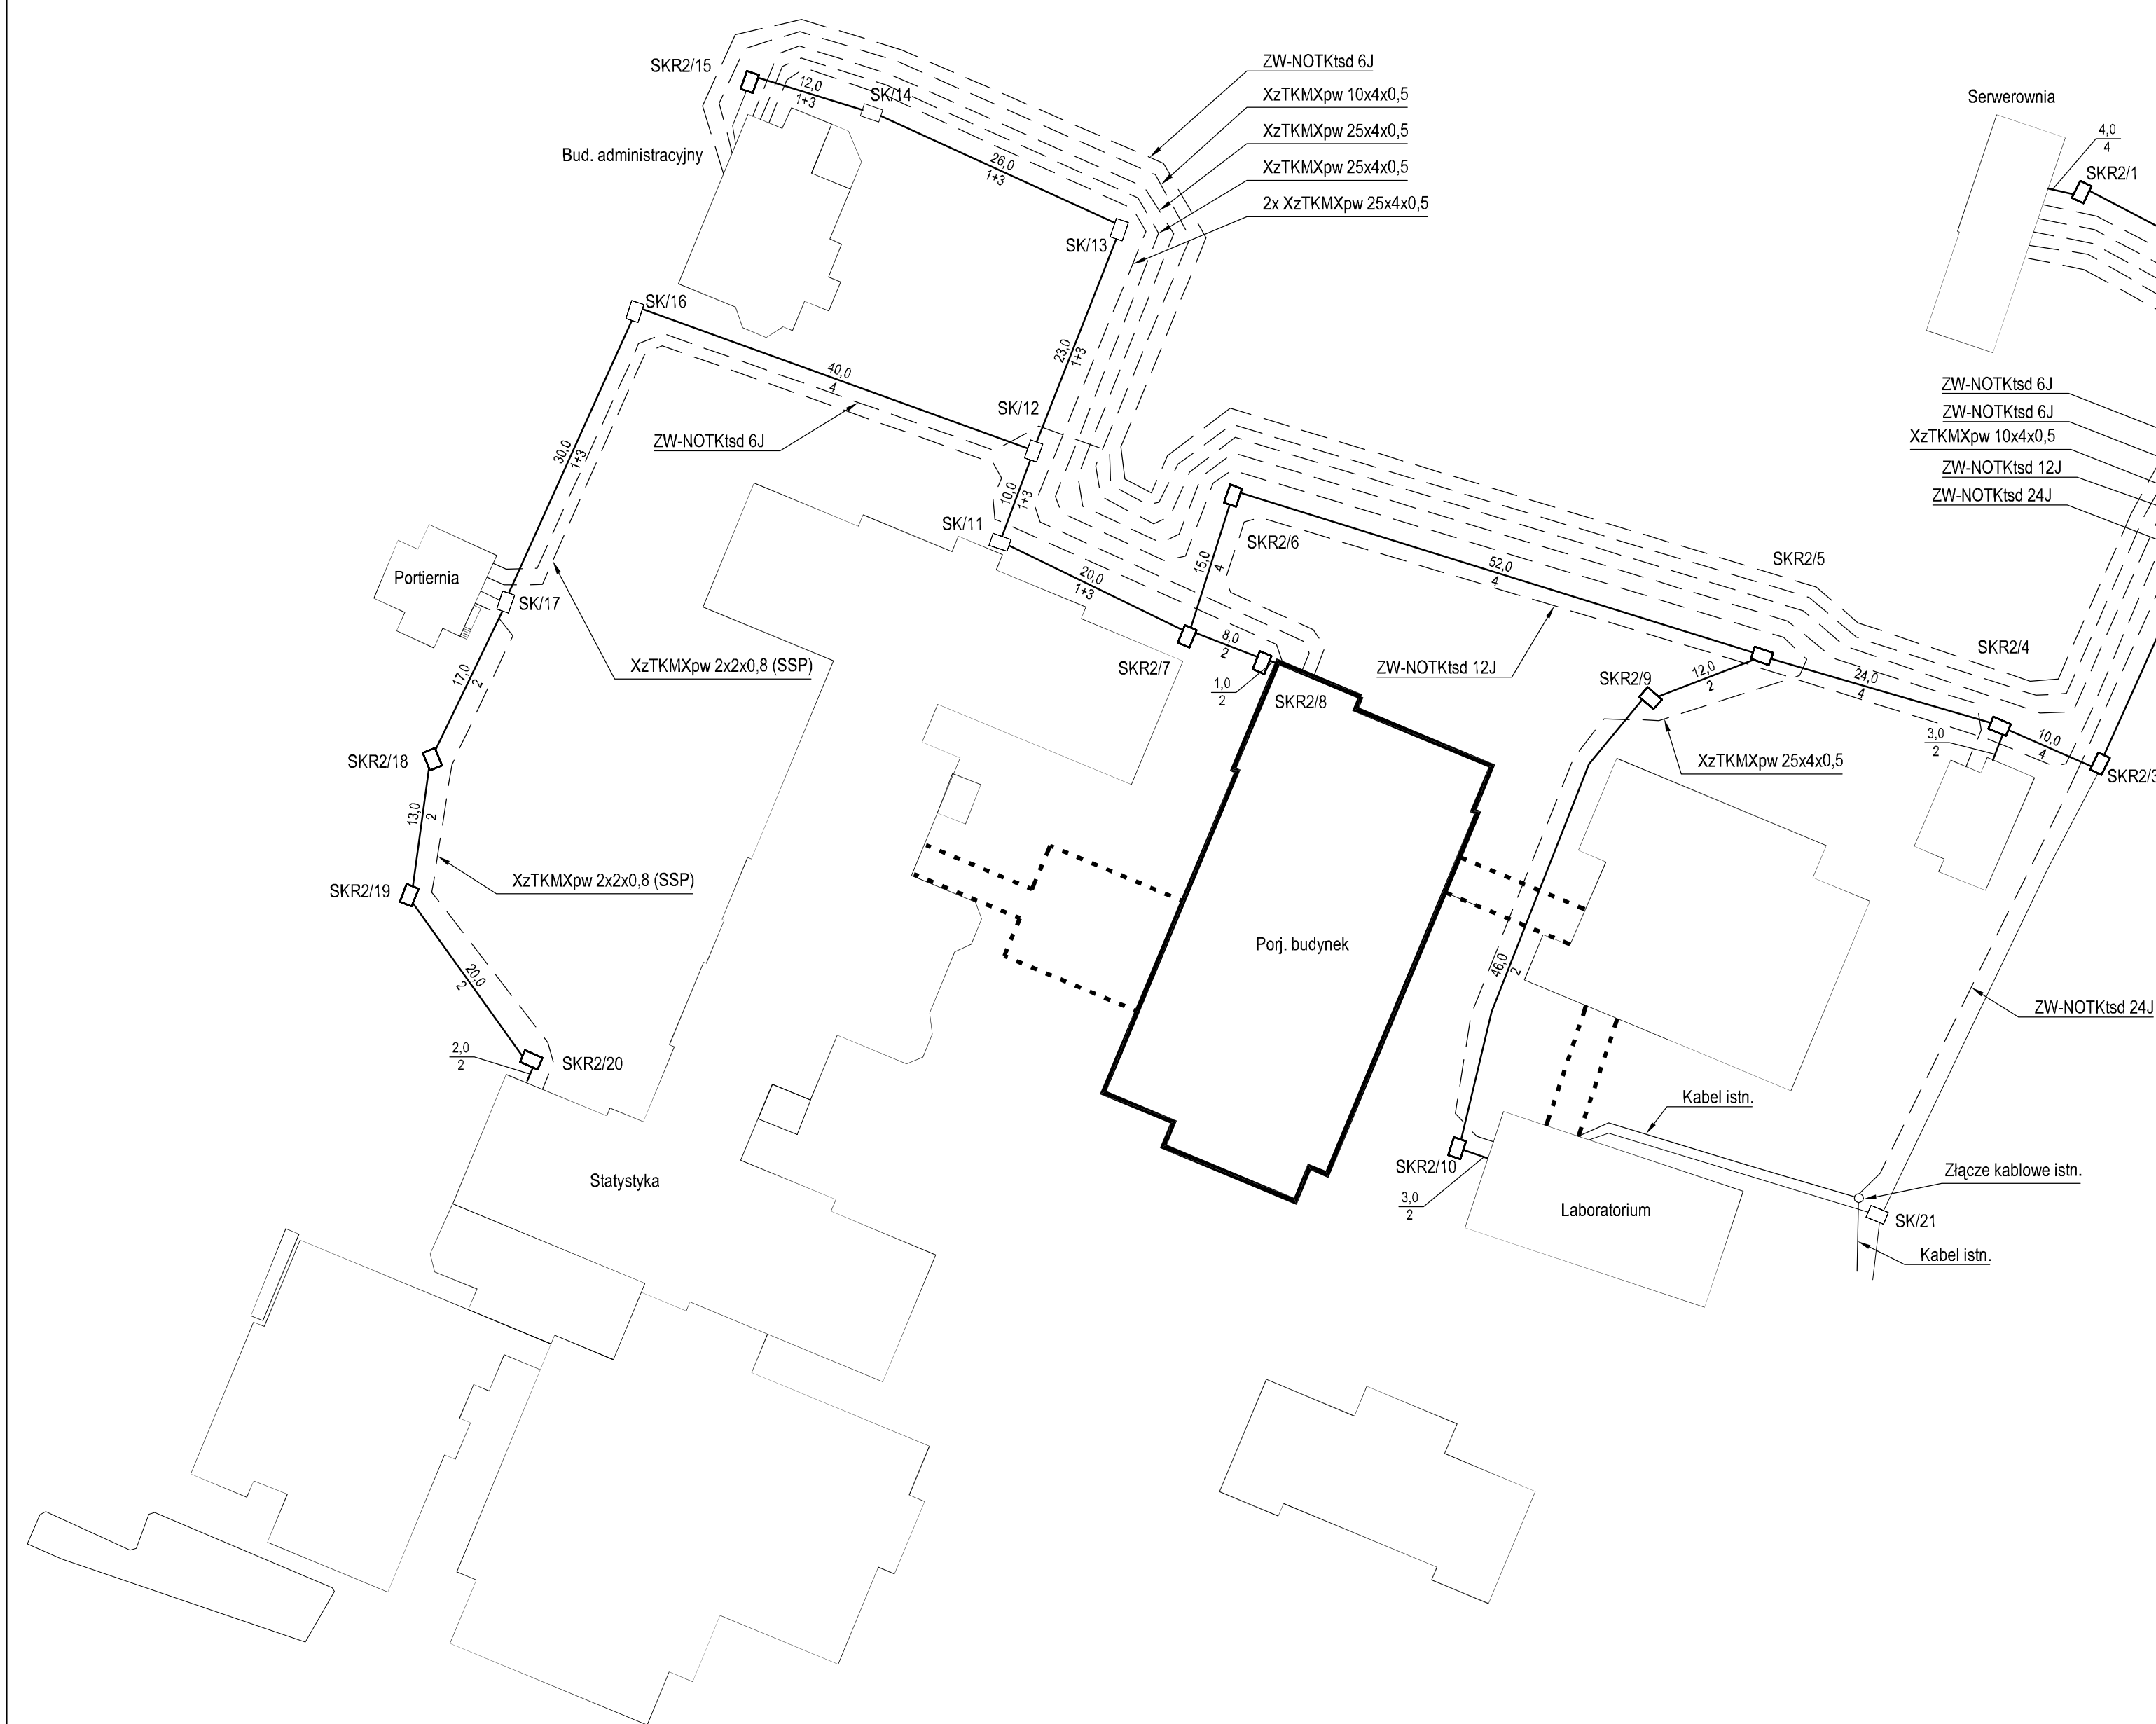 ZW-NOTKtsd 6J
SKR2/15
12,0
1+3
SK/14
XzTKMXpw 10x4x0,5
Serwerownia
XzTKMXpw 25x4x0,5
4,0
4
Bud. administracyjny
26,0
1+3
XzTKMXpw 25x4x0,5
SKR2/1
2x XzTKMXpw 25x4x0,5
SK/13
SK/16
23,0
1+3
40,0
4
ZW-NOTKtsd 6J
SK/12
ZW-NOTKtsd 6J
ZW-NOTKtsd 6J
XzTKMXpw 10x4x0,5
30,0
1+3
ZW-NOTKtsd 12J
10,0
1+3
ZW-NOTKtsd 24J
SK/11
SKR2/6
SKR2/5
15,0
4
52,0
4
Portiernia
20,0
1+3
SK/17
8,0
2
SKR2/4
XzTKMXpw 2x2x0,8 (SSP)
SKR2/7
ZW-NOTKtsd 12J
12,0
2
24,0
4
17,0
2
1,0
2
SKR2/9
SKR2/8
3,0
2
10,0
4
SKR2/18
XzTKMXpw 25x4x0,5
SKR2/3
13,0
2
XzTKMXpw 2x2x0,8 (SSP)
SKR2/19
Porj. budynek
46,0
2
20,0
2
ZW-NOTKtsd 24J
2,0
2
SKR2/20
Kabel istn.
SKR2/10
Złącze kablowe istn.
Statystyka
3,0
2
Laboratorium
SK/21
Kabel istn.